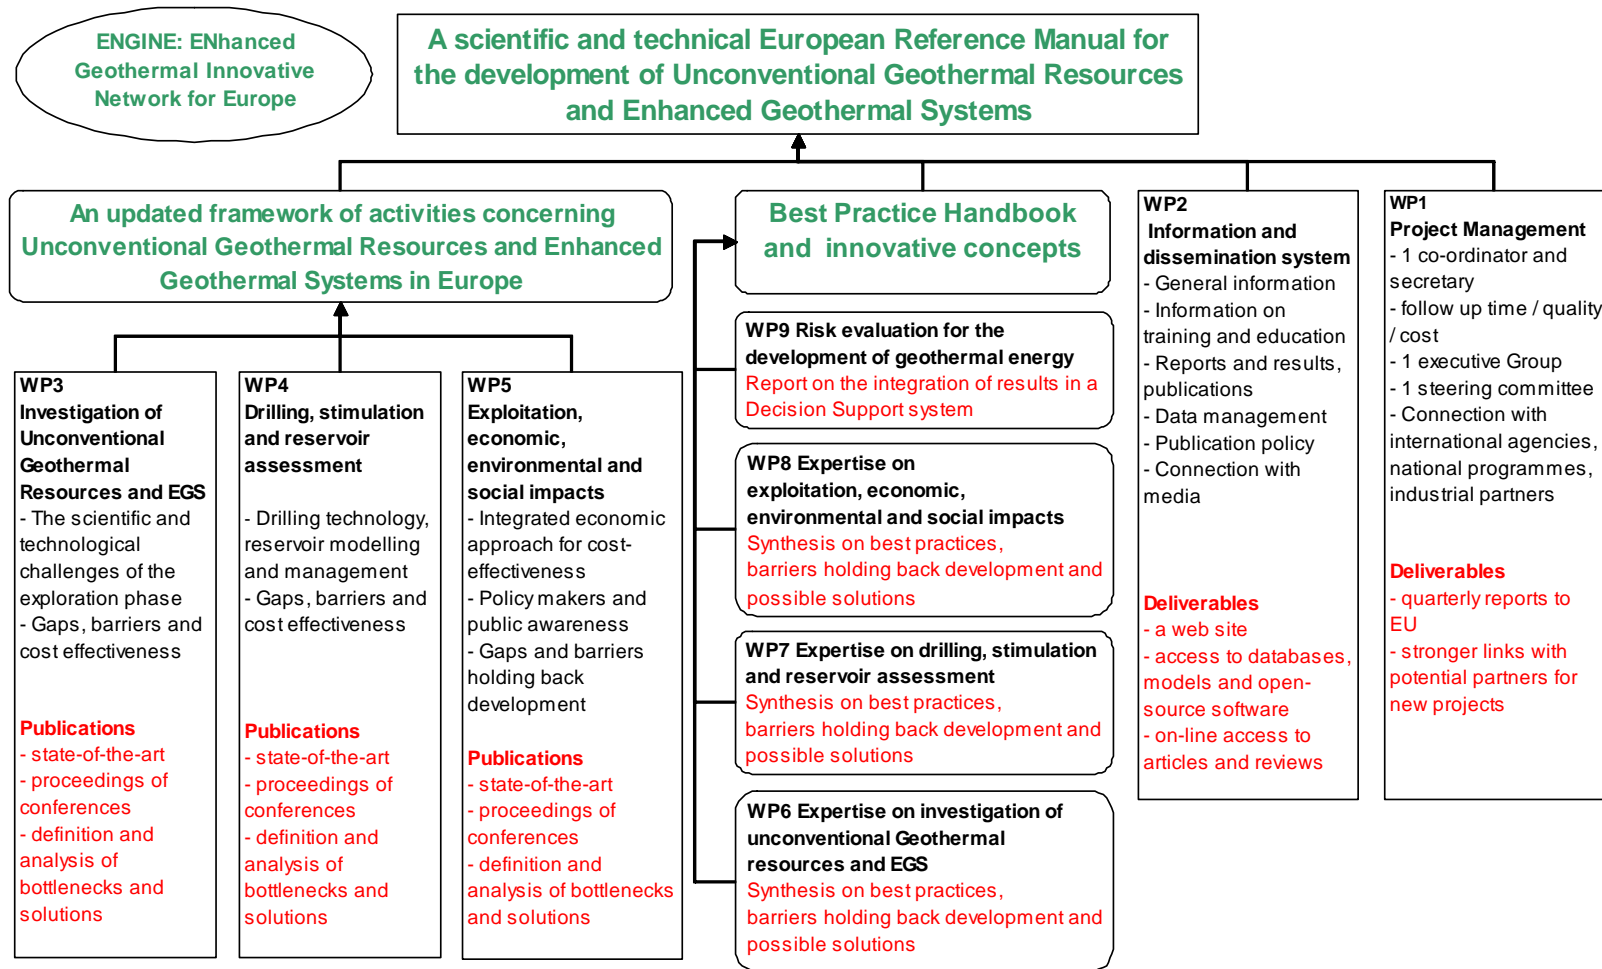 ENGINE: ENhanced
Geothermal Innovative
Network for Europe
A scientific and technical European Reference Manual for
the development of Unconventional Geothermal Resources
and Enhanced Geothermal Systems
An updated framework of activities concerning
Unconventional Geothermal Resources and Enhanced
Geothermal Systems in Europe
Best Practice Handbook
and innovative concepts
WP3
Investigation of
Unconventional
Geothermal
Resources and EGS
- The scientific and
technological
challenges of the
exploration phase
- Gaps, barriers and
cost effectiveness
Publications
- state-of-the-art
- proceedings of
conferences
- definition and
analysis of
bottlenecks and
solutions
WP4
Drilling, stimulation
and reservoir
assessment
- Drilling technology,
reservoir modelling
and management
- Gaps, barriers and
cost effectiveness
Publications
- state-of-the-art
- proceedings of
conferences
- definition and
analysis of
bottlenecks and
solutions
WP5
Exploitation,
economic,
environmental and
social impacts
- Integrated economic
approach for cost-
effectiveness
- Policy makers and
public awareness
- Gaps and barriers
holding back
development
Publications
- state-of-the-art
- proceedings of
conferences
- definition and
analysis of bottlenecks
and solutions
WP9 Risk evaluation for the
development of geothermal energy
Report on the integration of results in a
Decision Support system
WP8 Expertise on
exploitation, economic,
environmental and social impacts
Synthesis on best practices,
barriers holding back development and
possible solutions
WP7 Expertise on drilling, stimulation
and reservoir assessment
Synthesis on best practices,
barriers holding back development and
possible solutions
WP6 Expertise on investigation of
unconventional Geothermal
resources and EGS
Synthesis on best practices,
barriers holding back development and
possible solutions
WP2
Information and
dissemination system
- General information
- Information on
training and education
- Reports and results,
publications
- Data management
- Publication policy
- Connection with
media
Deliverables
- a web site
- access to databases,
models and open-
source software
- on-line access to
articles and reviews
WP1
Project Management
- 1 co-ordinator and
secretary
- follow up time / quality
/ cost
- 1 executive Group
- 1 steering committee
- Connection with
international agencies,
national programmes,
industrial partners
Deliverables
- quarterly reports to
EU
- stronger links with
potential partners for
new projects